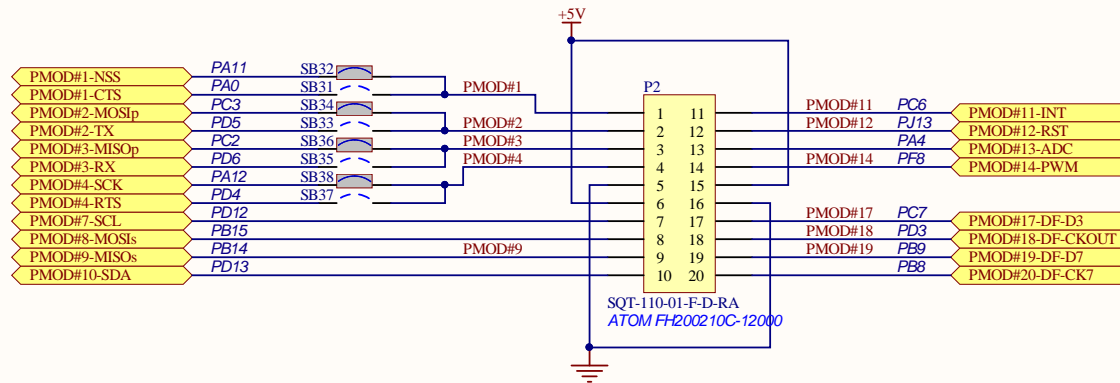 +5V
PMOD#1-NSS PA11 SB32
PMOD#1-CTS PA0 SB31 PMOD#1
PMOD#2-MOSIp PC3 SB34
PMOD#2-TX PD5 SB33 PMOD#2
PMOD#3-MISOp PC2 SB36 PMOD#3
PMOD#3-RX PD6 SB35 PMOD#4
PMOD#4-SCK PA12 SB38
PMOD#4-RTS PD4 SB37
PMOD#7-SCL PD12
PMOD#8-MOSIs PB15
PMOD#9-MISOs PB14 PMOD#9
PMOD#10-SDA PD13
P2
1 11 PMOD#11 PC6 PMOD#11-INT
2 12 PMOD#12 PJ13 PMOD#12-RST
3 13 PA4 PMOD#13-ADC
4 14 PMOD#14 PF8 PMOD#14-PWM
5 15
6 16
7 17 PMOD#17 PC7 PMOD#17-DF-D3
8 18 PMOD#18 PD3 PMOD#18-DF-CKOUT
9 19 PMOD#19 PB9 PMOD#19-DF-D7
10 20 PB8 PMOD#20-DF-CK7
SQT-110-01-F-D-RA
ATOM FH200210C-12000